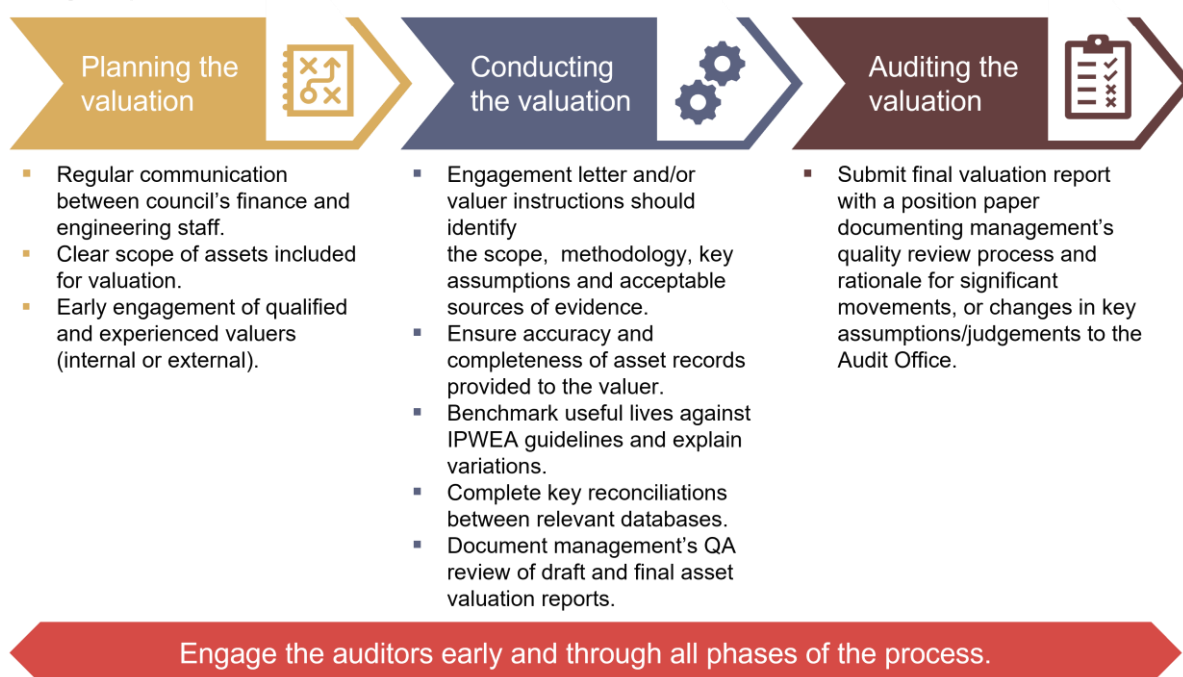 Planning the
valuation
Regular communication
between council's finance and
engineering staff.
Clear scope of assets included
for valuation.
Early engagement of qualified
and experienced valuers
(internal or external).
Conducting
the valuation
Engagement letter and/or
valuer instructions should
identify
the scope, methodology, key
assumptions and acceptable
sources of evidence.
Ensure accuracy and
completeness of asset records
provided to the valuer.
Benchmark useful lives against
IPWEA guidelines and explain
variations.
Complete key reconciliations
between relevant databases.
Document management's QA
review of draft and final asset
valuation reports.
Auditing the
valuation
Submit final valuation report
with a position paper
documenting management's
quality review process and
rationale for significant
movements, or changes in key
assumptions/judgements to the
Audit Office.
Engage the auditors early and through all phases of the process.